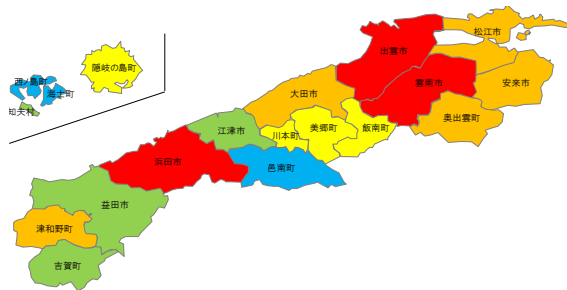 松江市
出雲市
隠岐の島町
西ノ島町
海士町
知夫村
雲南市
安来市
大田市
奥出雲町
江津市
美郷町
飯南町
川本町
浜田市
邑南町
益田市
津和野町
吉賀町